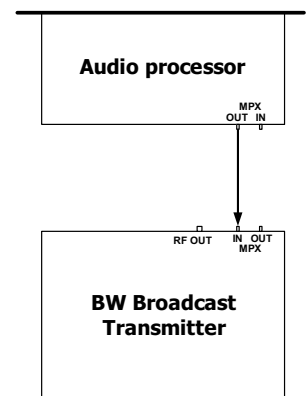 Audio processor
MPX
OUT IN
RF OUT IN OUT
MPX
BW Broadcast
Transmitter